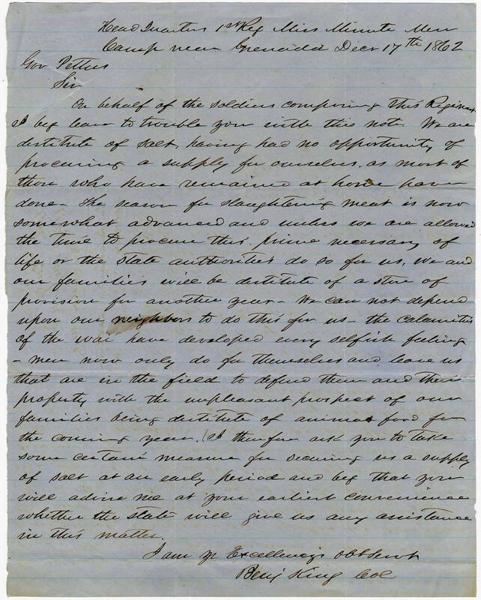 Head Quarters 1st Reg Miss Minute Men
Camp near Grenada Decr 17th 1862
Gov Pettus
Sir
On behalf of the soldiers composing this Regiment
I beg leave to trouble you with this note. We are
destitute of salt, having had no opportunity of
procuring a supply for ourselves, as most of
those who have remained at home have
done. The season for slaughtering meat is now
somewhat advanced and unless we are allowed
the time to procure this prime necessary of
life or the State authorities do so for us, we and
our families will be destitute of a store of
provision for another year. We can not depend
upon our neighbors to do this for us. the calamities
of the war have developed every selfish feeling
- men now only do for themselves and leave us
that are in the field to defend them and their
property with the unpleasant prospect of our
families being destitute of animal food for
the coming year. I therefore ask you to take
some certain measure for securing us a supply
of salt at an early period and beg that you
will advise me at your earliest convenience
whether the State will give us any assistance
in this matter.
I am yr Excellency's obt Servt
Benj King Col